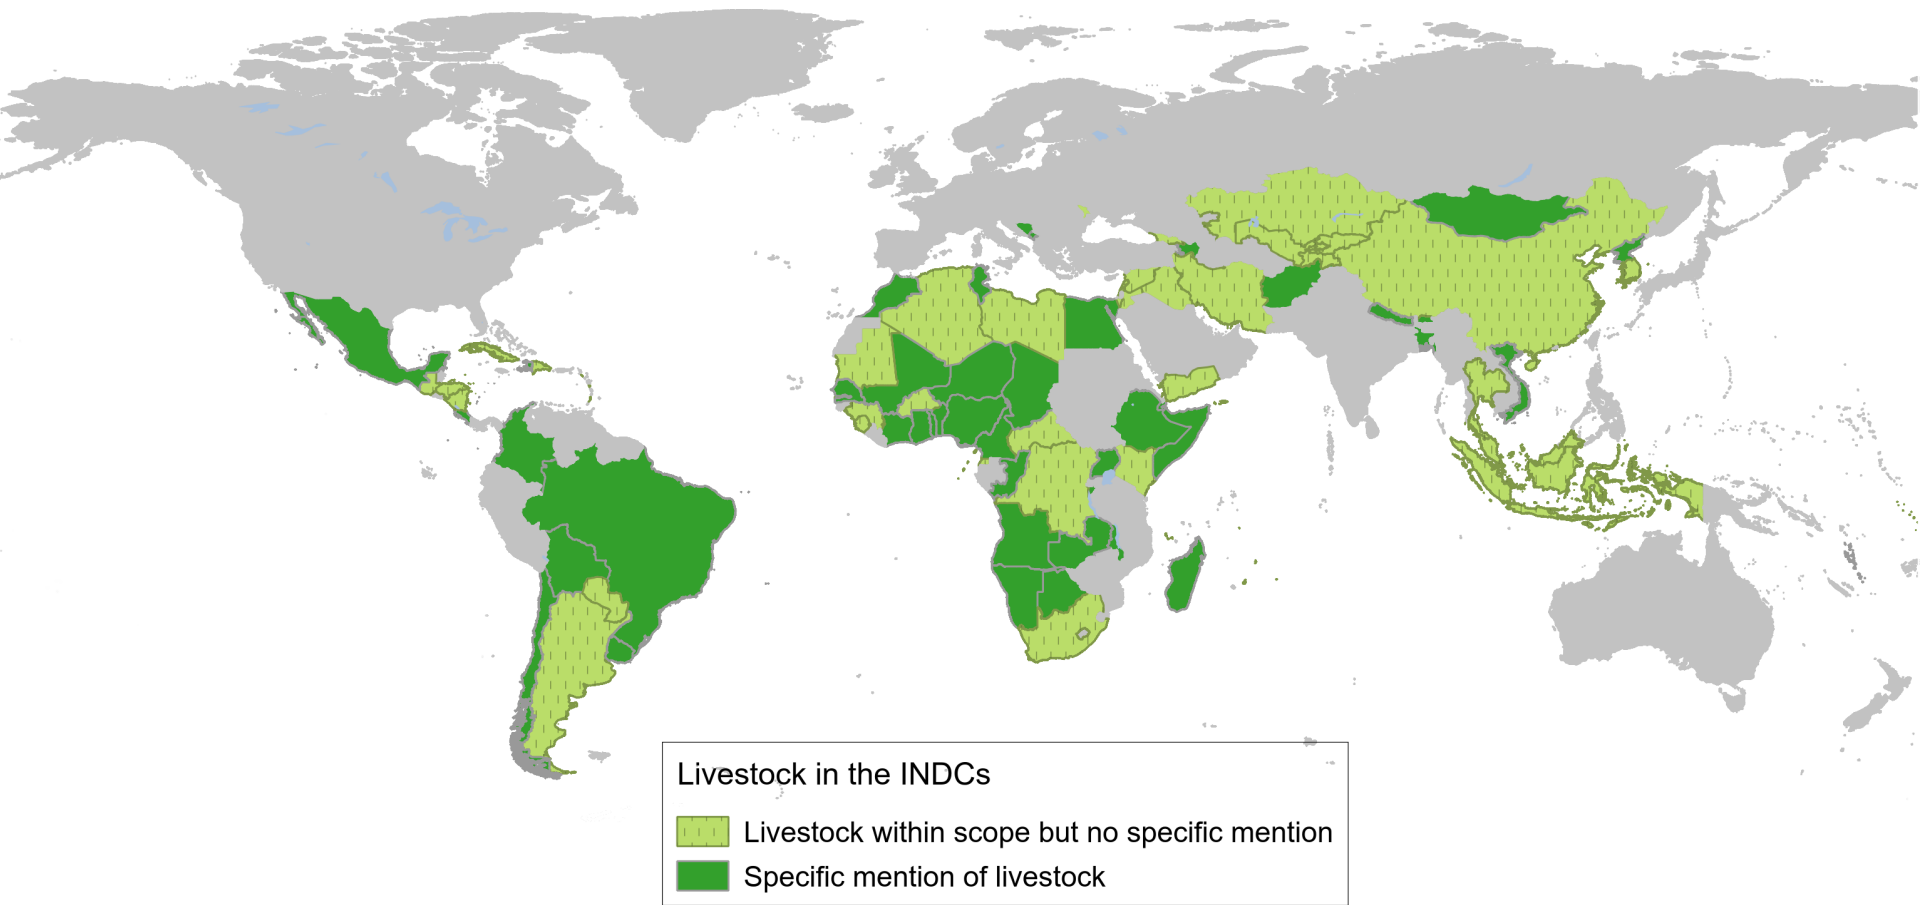 Livestock in the INDCs
Livestock within scope but no specific mention
Specific mention of livestock